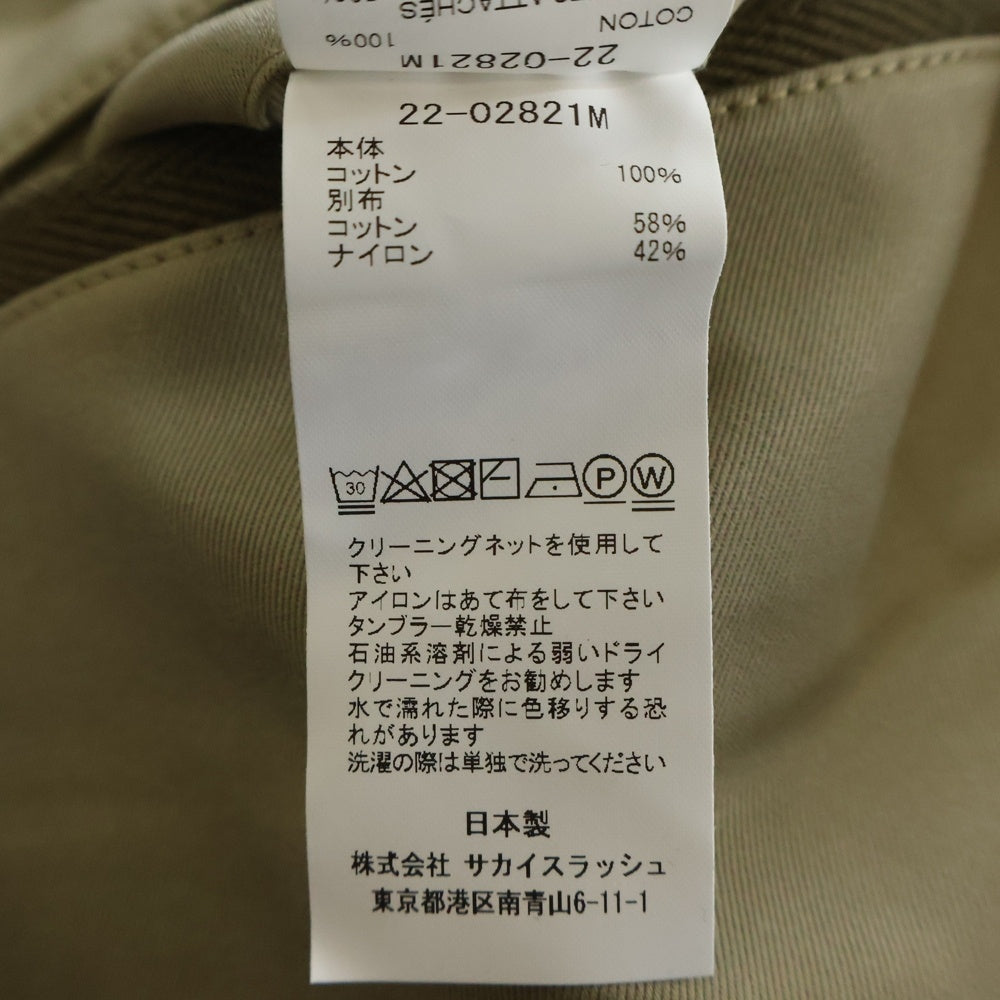 ATTACHÉS
COTON
100%
22-02821M
22-02821M
本体
コットン 100%
別布
コットン 58%
ナイロン 42%
30 P W
クリーニングネットを使用して
下さい
アイロンはあて布をして下さい
タンブラー乾燥禁止
石油系溶剤による弱いドライ
クリーニングをお勧めします
水で濡れた際に色移りする恐
れがあります
洗濯の際は単独で洗ってください
日本製
株式会社 サカイスラッシュ
東京都港区南青山6-11-1